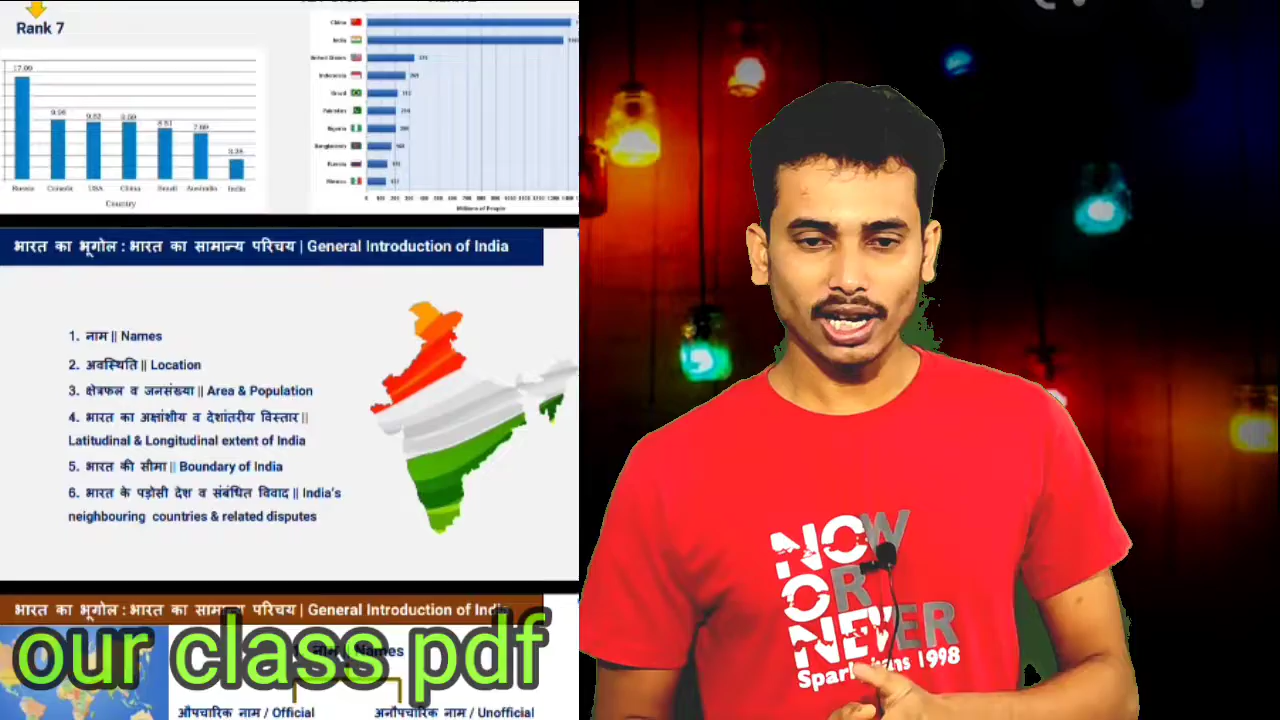 Rank 7
17.09
9.98
9.83
9.59
8.51
7.69
3.28
Russia
Canada
USA
China
Brazil
Australia
India
Country
China
India
United States
Indonesia
Brazil
Pakistan
Nigeria
Bangladesh
Russia
Mexico
Millions of People
भारत का भूगोल : भारत का सामान्य परिचय | General Introduction of India
1. नाम || Names
2. अवस्थिति || Location
3. क्षेत्रफल व जनसंख्या || Area & Population
4. भारत का अक्षांशीय व देशांतरीय विस्तार ||
Latitudinal & Longitudinal extent of India
5. भारत की सीमा || Boundary of India
6. भारत के पड़ोसी देश व संबंधित विवाद || India's
neighbouring countries & related disputes
भारत का भूगोल : भारत का सामान्य परिचय | General Introduction of India
our class pdf
Names
औपचारिक नाम / Official
अनौपचारिक नाम / Unofficial
NOW
OR
NEVER
1998